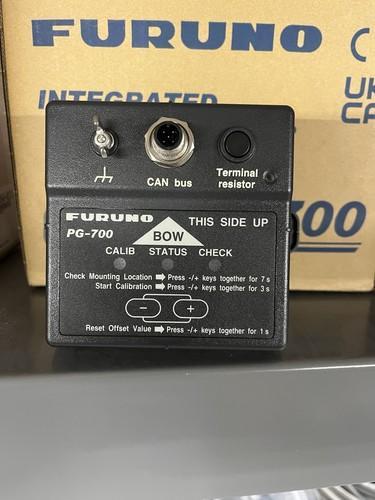 FURUNO
C
UK
CA
INTEGRATED
CAN bus
Terminal
resistor
FURUNO
THIS SIDE UP
PG-700
BOW
CALIB STATUS CHECK
Check Mounting Location ➡ Press -/+ keys together for 7 s
Start Calibration ➡ Press -/+ keys together for 3 s
− +
Reset Offset Value ➡ Press -/+ keys together for 1 s